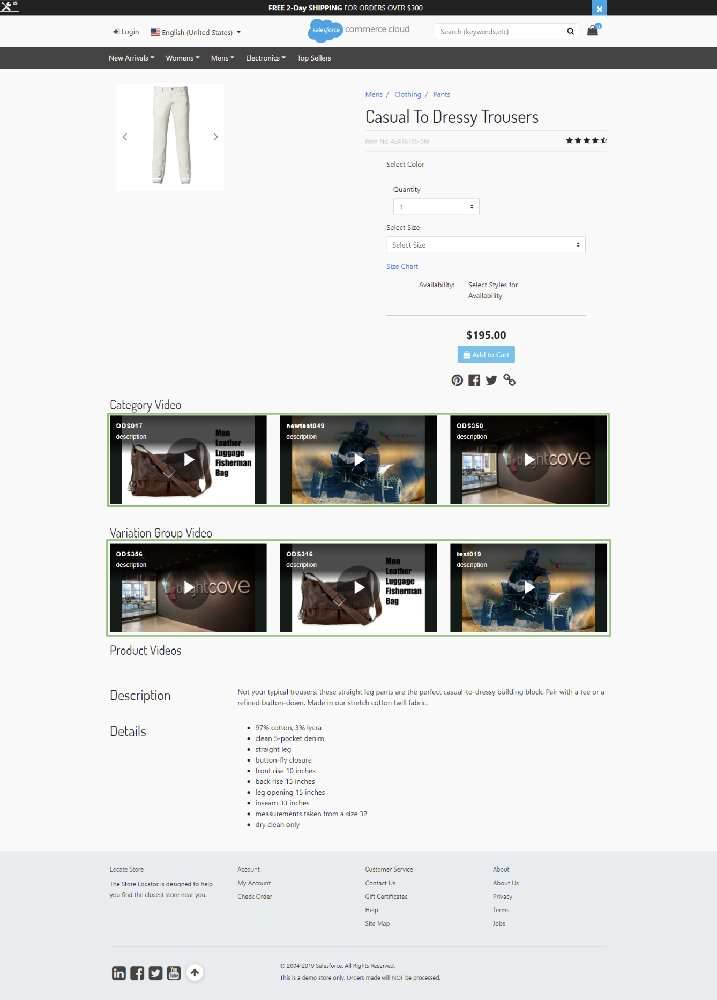 FREE 2-Day SHIPPING FOR ORDERS OVER $300
Login
English (United States)
salesforce commerce cloud
Search (keywords,etc)
0
New Arrivals Womens Mens Electronics Top Sellers
Mens / Clothing / Pants
Casual To Dressy Trousers
Item No. 42416786-3M
Select Color
Quantity
1
Select Size
Select Size
Size Chart
Availability: Select Styles for
Availability
$195.00
Add to Cart
Category Video
ODS017
description
Men
Leather
Luggage
Fisherman
Bag
newtest049
description
brightcove
ODS350
description
brightcove
Variation Group Video
ODS356
description
brightcove
ODS316
description
Men
Leather
Luggage
Fisherman
Bag
test019
description
brightcove
Product Videos
Description
Not your typical trousers, these straight leg pants are the perfect casual-to-dressy building block. Pair with a tee or a
refined button-down. Made in our stretch cotton twill fabric.
Details
97% cotton, 3% lycra
clean 5-pocket denim
straight leg
button-fly closure
front rise 10 inches
back rise 15 inches
leg opening 15 inches
inseam 33 inches
measurements taken from a size 32
dry clean only
Locate Store
The Store Locator is designed to help
you find the closest store near you.
Account
My Account
Check Order
Customer Service
Contact Us
Gift Certificates
Help
Site Map
About
About Us
Privacy
Terms
Jobs
in
You
Tube
© 2004-2019 Salesforce. All Rights Reserved.
This is a demo store only. Orders made will NOT be processed.